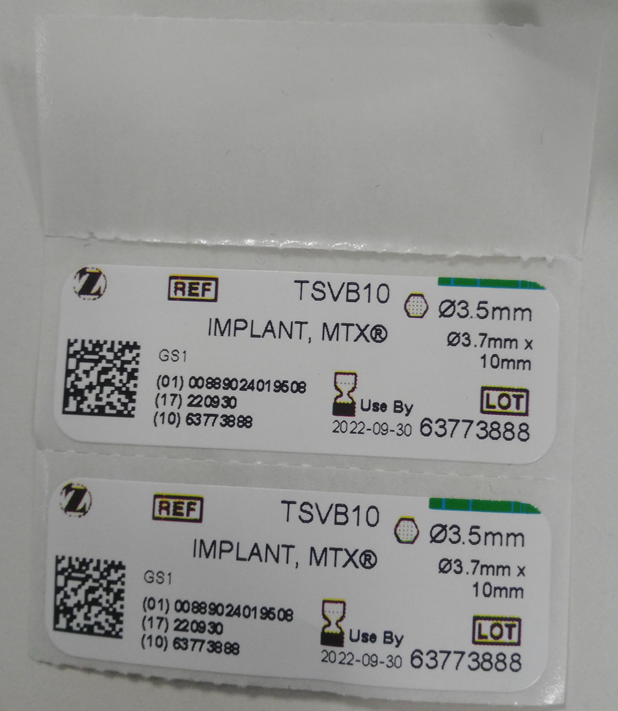 Z
REF TSVB10 Ø3.5mm
IMPLANT, MTX® Ø3.7mm x
10mm
GS1
(01) 00889024019508
(17) 220930
(10) 63773888
Use By LOT
2022-09-30 63773888
Z
REF TSVB10 Ø3.5mm
IMPLANT, MTX® Ø3.7mm x
10mm
GS1
(01) 00889024019508
(17) 220930
(10) 63773888
Use By LOT
2022-09-30 63773888